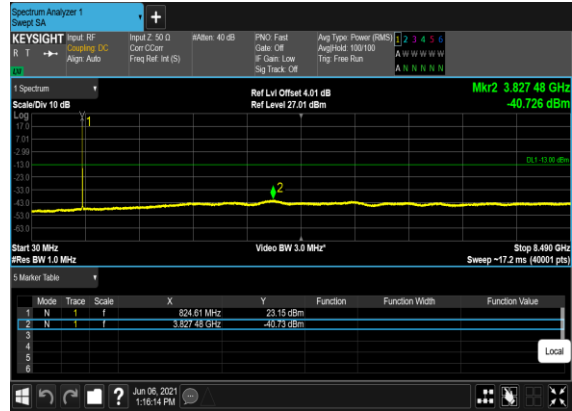 Spectrum Analyzer 1
Swept SA
+
KEYSIGHT Input: RF Input Z: 50 Ω #Atten: 40 dB PNO: Fast Avg Type: Power (RMS) 1 2 3 4 5 6
R T Coupling: DC Corr CCorr Gate: Off Avg|Hold: 100/100 A W W W W W
Align: Auto Freq Ref: Int (S) IF Gain: Low Trig: Free Run
Sig Track: Off A N N N N N
1 Spectrum Ref Lvl Offset 4.01 dB Mkr2 3.827 48 GHz
Scale/Div 10 dB Ref Level 27.01 dBm -40.726 dBm
Log
17.0
7.01
-2.99
-13.0
DL1 -13.00 dBm
-23.0
-33.0
-43.0
-53.0
-63.0
1
2
Start 30 MHz Video BW 3.0 MHz* Stop 8.490 GHz
#Res BW 1.0 MHz Sweep ~17.2 ms (40001 pts)
5 Marker Table
Mode Trace Scale X Y Function Function Width Function Value
1 N 1 f 824.61 MHz 23.15 dBm
2 N 1 f 3.827 48 GHz -40.73 dBm
3
4
5
6
Local
? Jun 06, 2021
1:16:14 PM